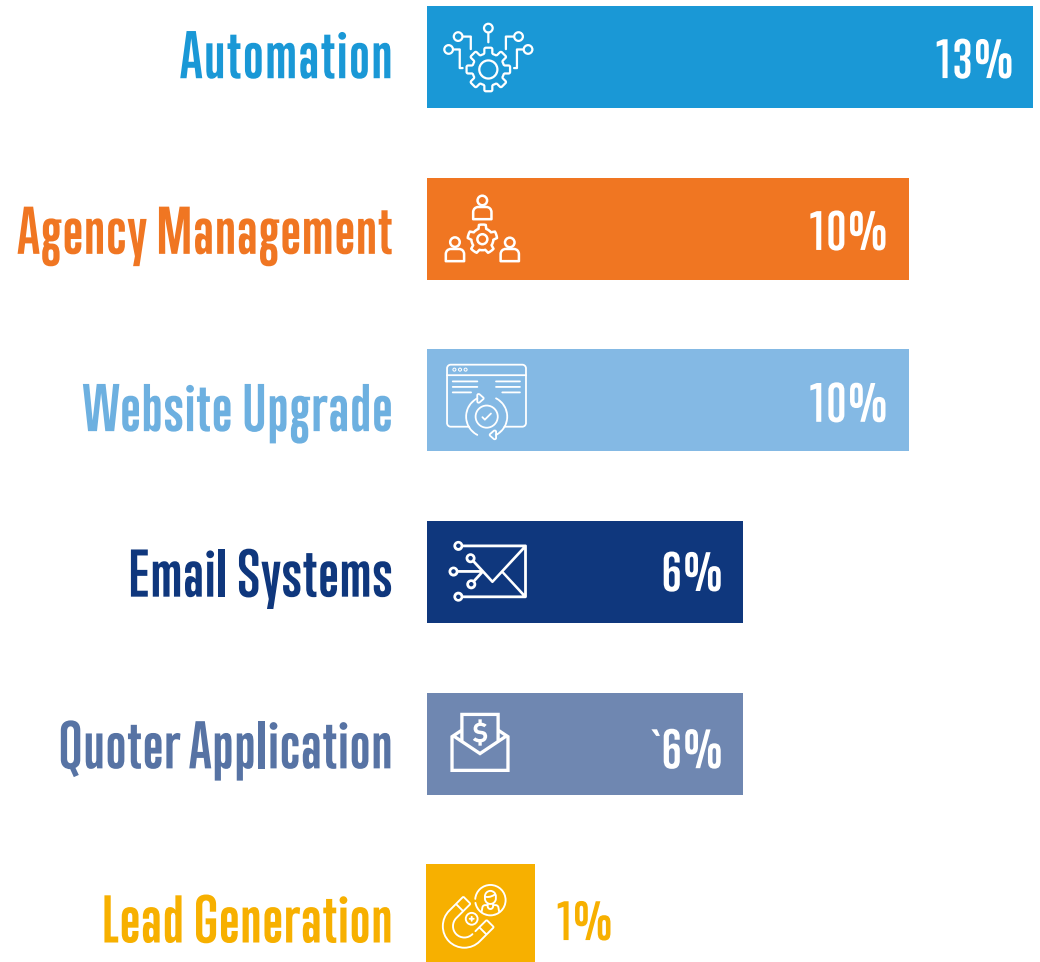 Automation 13%
Agency Management 10%
Website Upgrade 10%
Email Systems 6%
Quoter Application `6%
$
Lead Generation 1%